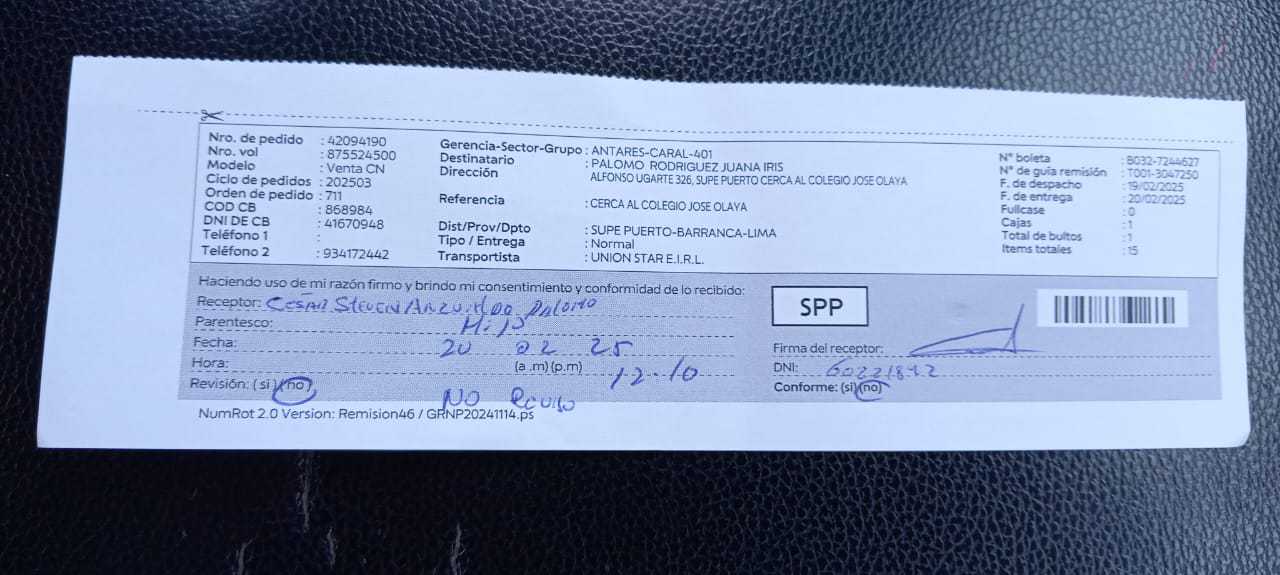 Nro. de pedido : 42094190
Nro. vol : 875524500
Modelo : Venta CN
Ciclo de pedidos : 202503
Orden de pedido : 711
COD CB : 868984
DNI DE CB : 41670948
Teléfono 1 :
Teléfono 2 : 934172442
Gerencia-Sector-Grupo : ANTARES-CARAL-401
Destinatario : PALOMO RODRIGUEZ JUANA IRIS
Dirección : ALFONSO UGARTE 326, SUPE PUERTO CERCA AL COLEGIO JOSE OLAYA
Referencia : CERCA AL COLEGIO JOSE OLAYA
Dist/Prov/Dpto : SUPE PUERTO-BARRANCA-LIMA
Tipo / Entrega : Normal
Transportista : UNION STAR E.I.R.L.
N° boleta : B032-7244627
N° de guía remisión : T001-3047250
F. de despacho : 19/02/2025
F. de entrega : 20/02/2025
Fullcase : 0
Cajas : 1
Total de bultos : 1
Items totales : 15
Haciendo uso de mi razón firmo y brindo mi consentimiento y conformidad de lo recibido:
Receptor: CESAR STEVEN PALOMO
Parentesco: HIJO
Fecha: 20 02 25
Hora: (a .m) (p.m) 12-10
Revisión: ( si ) (no)
NO REVISO
SPP
Firma del receptor:
DNI:
Conforme: (si) (no)
NumRot 2.0 Version: Remision46 / GRNP20241114.ps